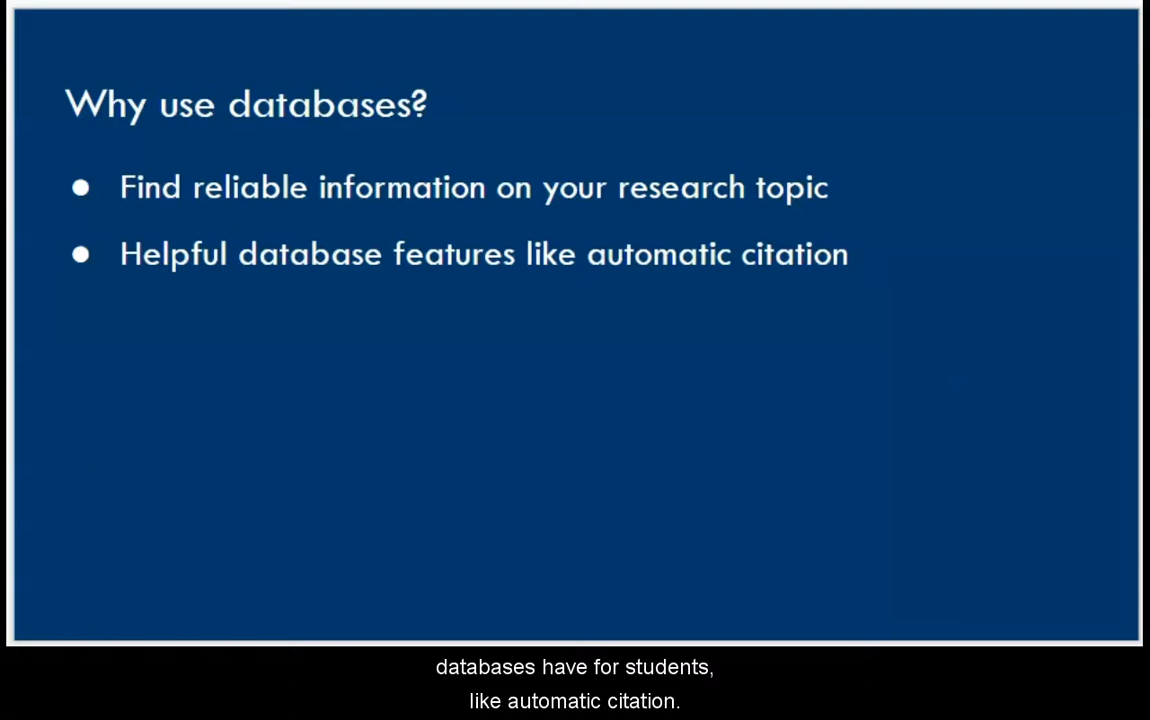 Why use databases?
● Find reliable information on your research topic
● Helpful database features like automatic citation
databases have for students,
like automatic citation.